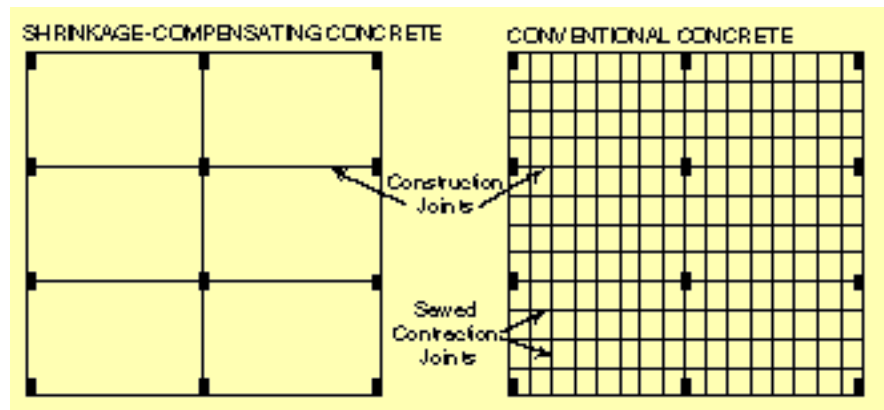 SHRINKAGE-COMPENSATING CONCRETE
CONVENTIONAL CONCRETE
Construction
Joints
Sawed
Contraction
Joints